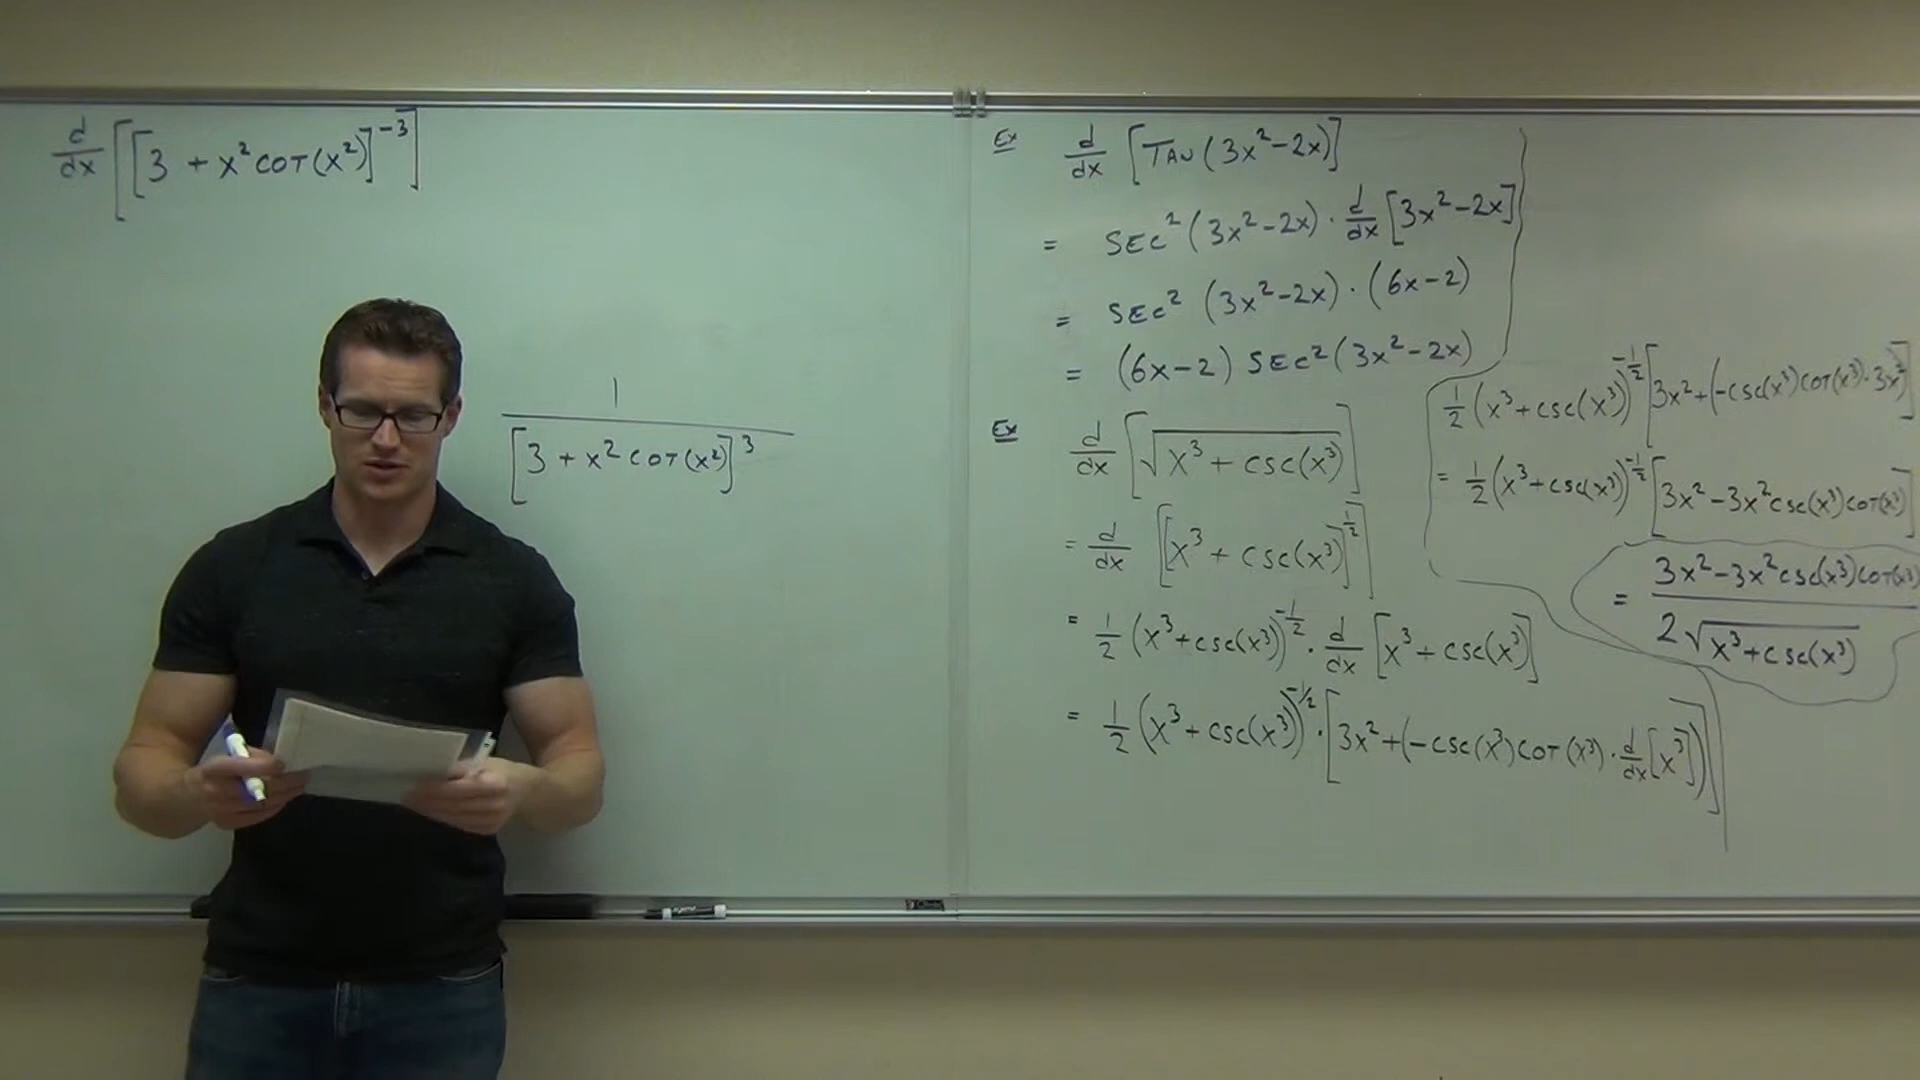 d/dx [[3 + x² COT(x²)]⁻³]
1
[3 + x² COT(x²)]³
Ex d/dx [TAN(3x²-2x)]
= SEC²(3x²-2x) · d/dx [3x²-2x]
= SEC² (3x²-2x) · (6x-2)
= (6x-2) SEC²(3x²-2x)
Ex d/dx [√(x³ + csc(x³))]
= d/dx [[x³ + csc(x³)]^(1/2)]
= 1/2 (x³+csc(x³))^(-1/2) · d/dx [x³+csc(x³)]
= 1/2 (x³+csc(x³))^(-1/2) · [3x²+(-csc(x³)COT(x³) · d/dx[x³])]
1/2 (x³+csc(x³))^(-1/2) [3x²+(-csc(x³)COT(x³)·3x²)]
= 1/2 (x³+csc(x³))^(-1/2) [3x²-3x²csc(x³)COT(x³)]
= 3x²-3x²csc(x³)COT(x³)
2√(x³+csc(x³))